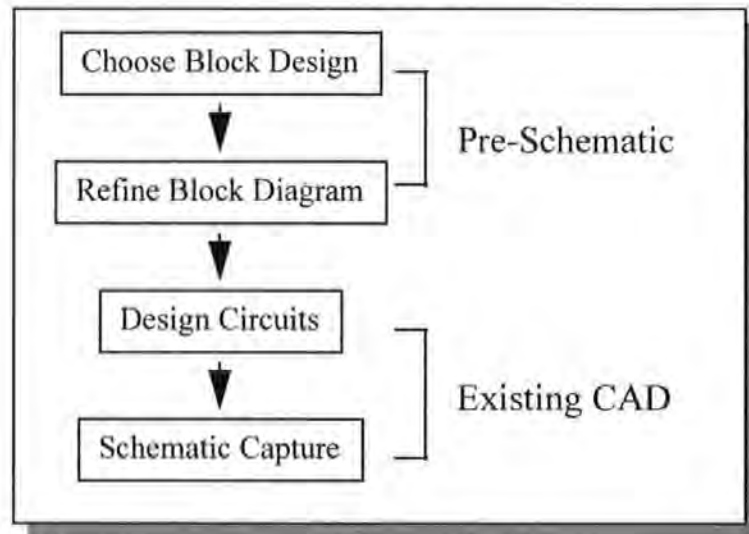 Choose Block Design
Pre-Schematic
Refine Block Diagram
Design Circuits
Existing CAD
Schematic Capture